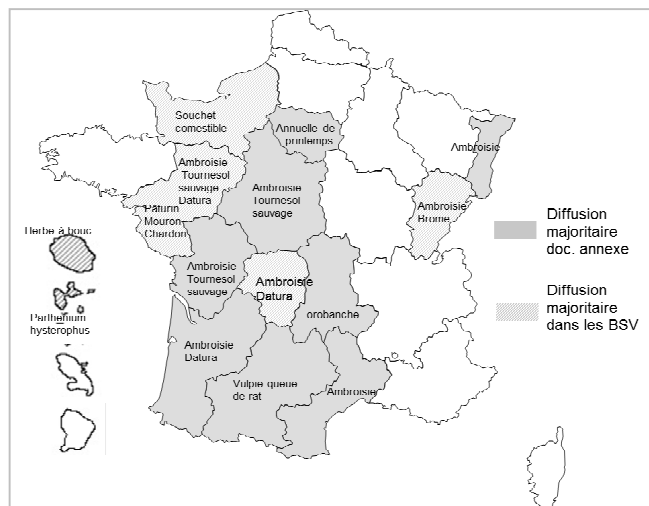 Souchet
comestible
Annuelle de
printemps
Ambroisie
Ambroisie
Tournesol
sauvage
Datura
Ambroisie
Tournesol
sauvage
Pâturin
Mouron
Chardon
Ambroisie
Brome
Herbe à bouc
Ambroisie
Tournesol
sauvage
Ambroisie
Datura
orobanche
Parthenium
hysterophus
Ambroisie
Datura
Vulpie queue
de rat
Ambroisie
Diffusion
majoritaire
doc. annexe
Diffusion
majoritaire
dans les BSV